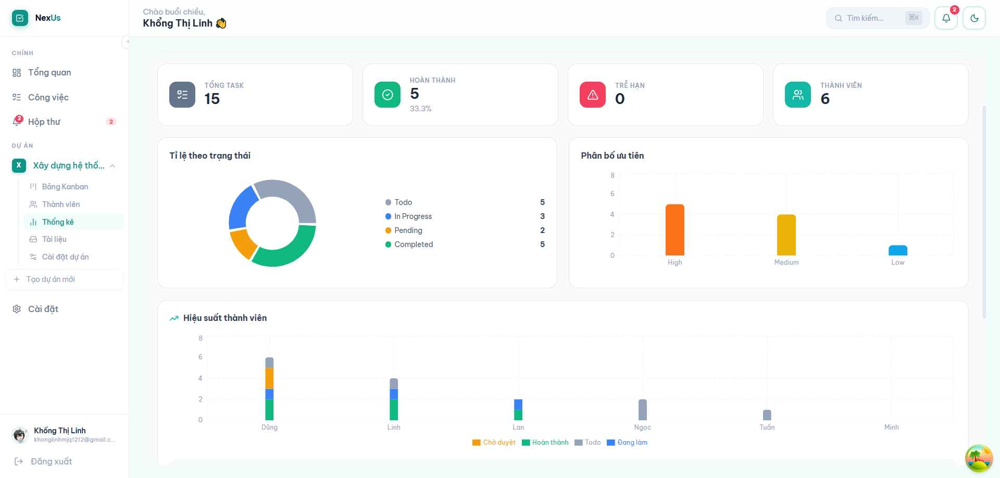 NexUs
Chào buổi chiều,
Khổng Thị Linh 👋
Tìm kiếm...
⌘K
2
CHÍNH
Tổng quan
Công việc
2
Hộp thư
2
DỰ ÁN
X
Xây dựng hệ thố...
Bảng Kanban
Thành viên
Thống kê
Tài liệu
Cài đặt dự án
Tạo dự án mới
Cài đặt
Khổng Thị Linh
khonglinhmjq1212@gmail.c...
Đăng xuất
TỔNG TASK
15
HOÀN THÀNH
5
33.3%
TRỄ HẠN
0
THÀNH VIÊN
6
Tỉ lệ theo trạng thái
Todo 5
In Progress 3
Pending 2
Completed 5
Phân bố ưu tiên
8
6
4
2
0
High Medium Low
Hiệu suất thành viên
8
6
4
2
0
Dũng Linh Lan Ngọc Tuấn Minh
Chờ duyệt Hoàn thành Todo Đang làm